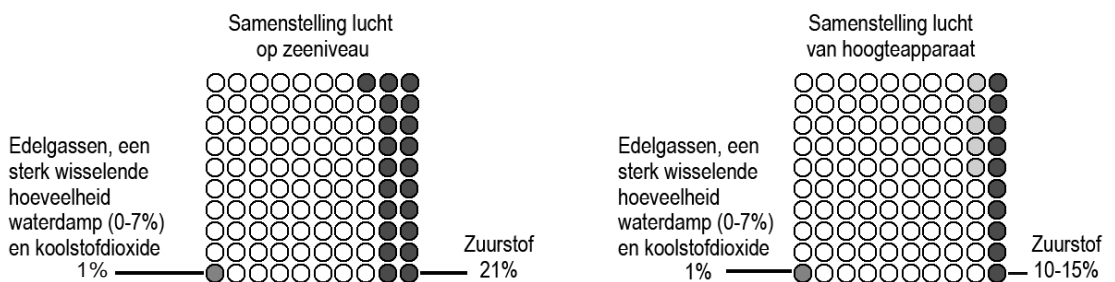 Samenstelling lucht
op zeeniveau
Edelgassen, een
sterk wisselende
hoeveelheid
waterdamp (0-7%)
en koolstofdioxide
1%
Zuurstof
21%
Samenstelling lucht
van hoogteapparaat
Edelgassen, een
sterk wisselende
hoeveelheid
waterdamp (0-7%)
en koolstofdioxide
1%
Zuurstof
10-15%